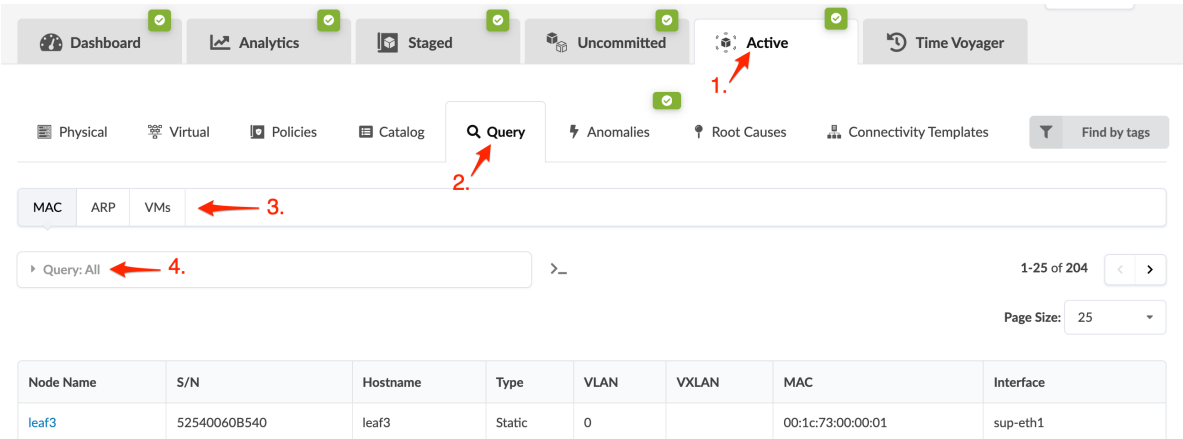 Dashboard Analytics Staged Uncommitted Active Time Voyager
1.
Physical Virtual Policies Catalog Query Anomalies Root Causes Connectivity Templates Find by tags
2.
MAC ARP VMs 3.
Query: All 4. >_ 1-25 of 204 < >
Page Size: 25
Node Name S/N Hostname Type VLAN VXLAN MAC Interface
leaf3 52540060B540 leaf3 Static 0 00:1c:73:00:00:01 sup-eth1